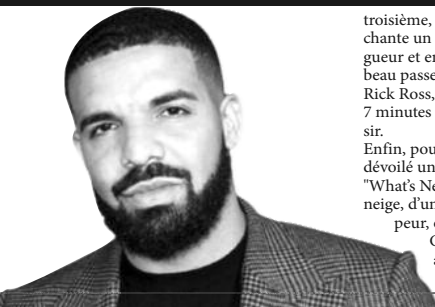 troisième,
chante un
gueur et en
beau passe
Rick Ross,
7 minutes
sir.
Enfin, pou
dévoilé un
"What's Ne
neige, d'un
peur,